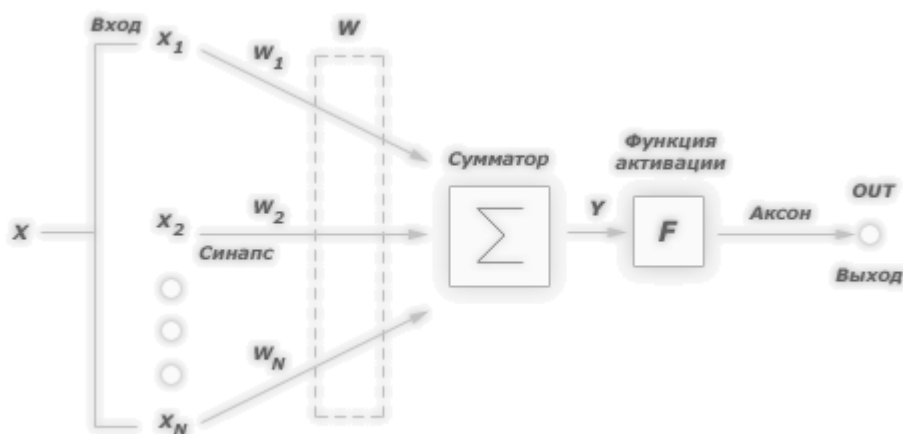 Вход
X1
W1
W
Сумматор
Функция
активации
X
X2
W2
Синапс
Σ
Y
F
Аксон
OUT
Выход
WN
XN